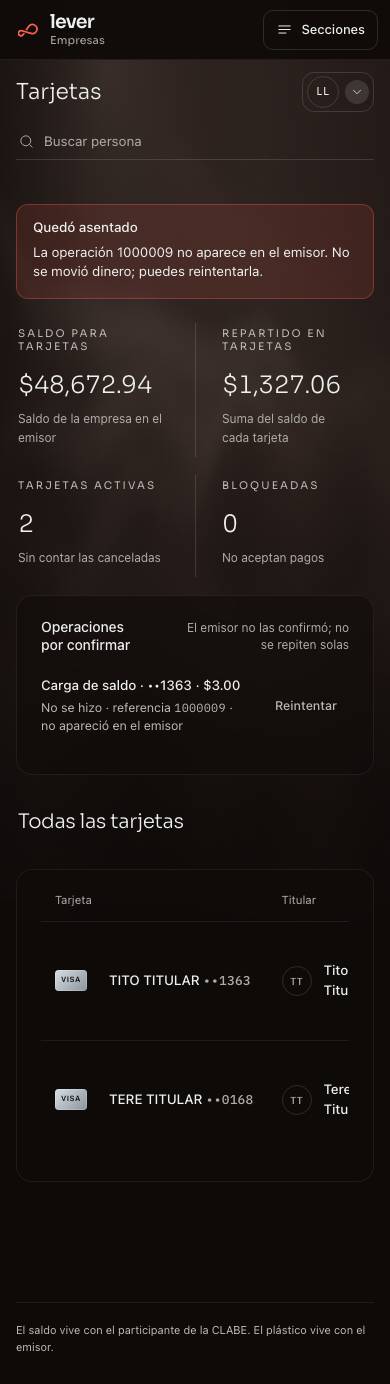 lever
Empresas
Secciones
Tarjetas
LL
Buscar persona
Quedó asentado
La operación 1000009 no aparece en el emisor. No
se movió dinero; puedes reintentarla.
SALDO PARA
TARJETAS
$48,672.94
Saldo de la empresa en el
emisor
REPARTIDO EN
TARJETAS
$1,327.06
Suma del saldo de
cada tarjeta
TARJETAS ACTIVAS
2
Sin contar las canceladas
BLOQUEADAS
0
No aceptan pagos
Operaciones
por confirmar
El emisor no las confirmó; no
se repiten solas
Carga de saldo · ••1363 · $3.00
No se hizo · referencia 1000009 ·
no apareció en el emisor
Reintentar
Todas las tarjetas
Tarjeta
Titular
VISA
TITO TITULAR ••1363
TT
Tito
Titu
VISA
TERE TITULAR ••0168
TT
Tere
Titu
El saldo vive con el participante de la CLABE. El plástico vive con el
emisor.